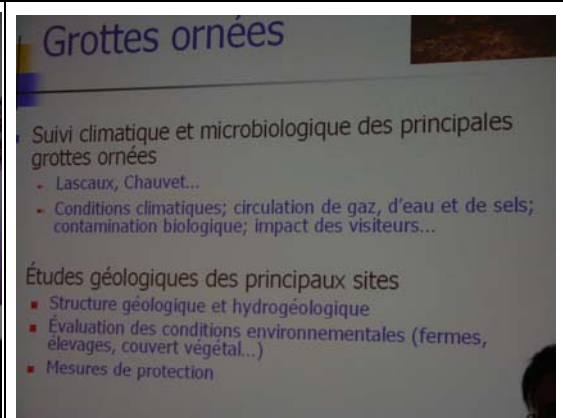 Grottes ornées
Suivi climatique et microbiologique des principales
grottes ornées
Lascaux, Chauvet...
Conditions climatiques; circulation de gaz, d'eau et de sels;
contamination biologique; impact des visiteurs...
Études géologiques des principaux sites
Structure géologique et hydrogéologique
Évaluation des conditions environnementales (fermes,
élevages, couvert végétal...)
Mesures de protection